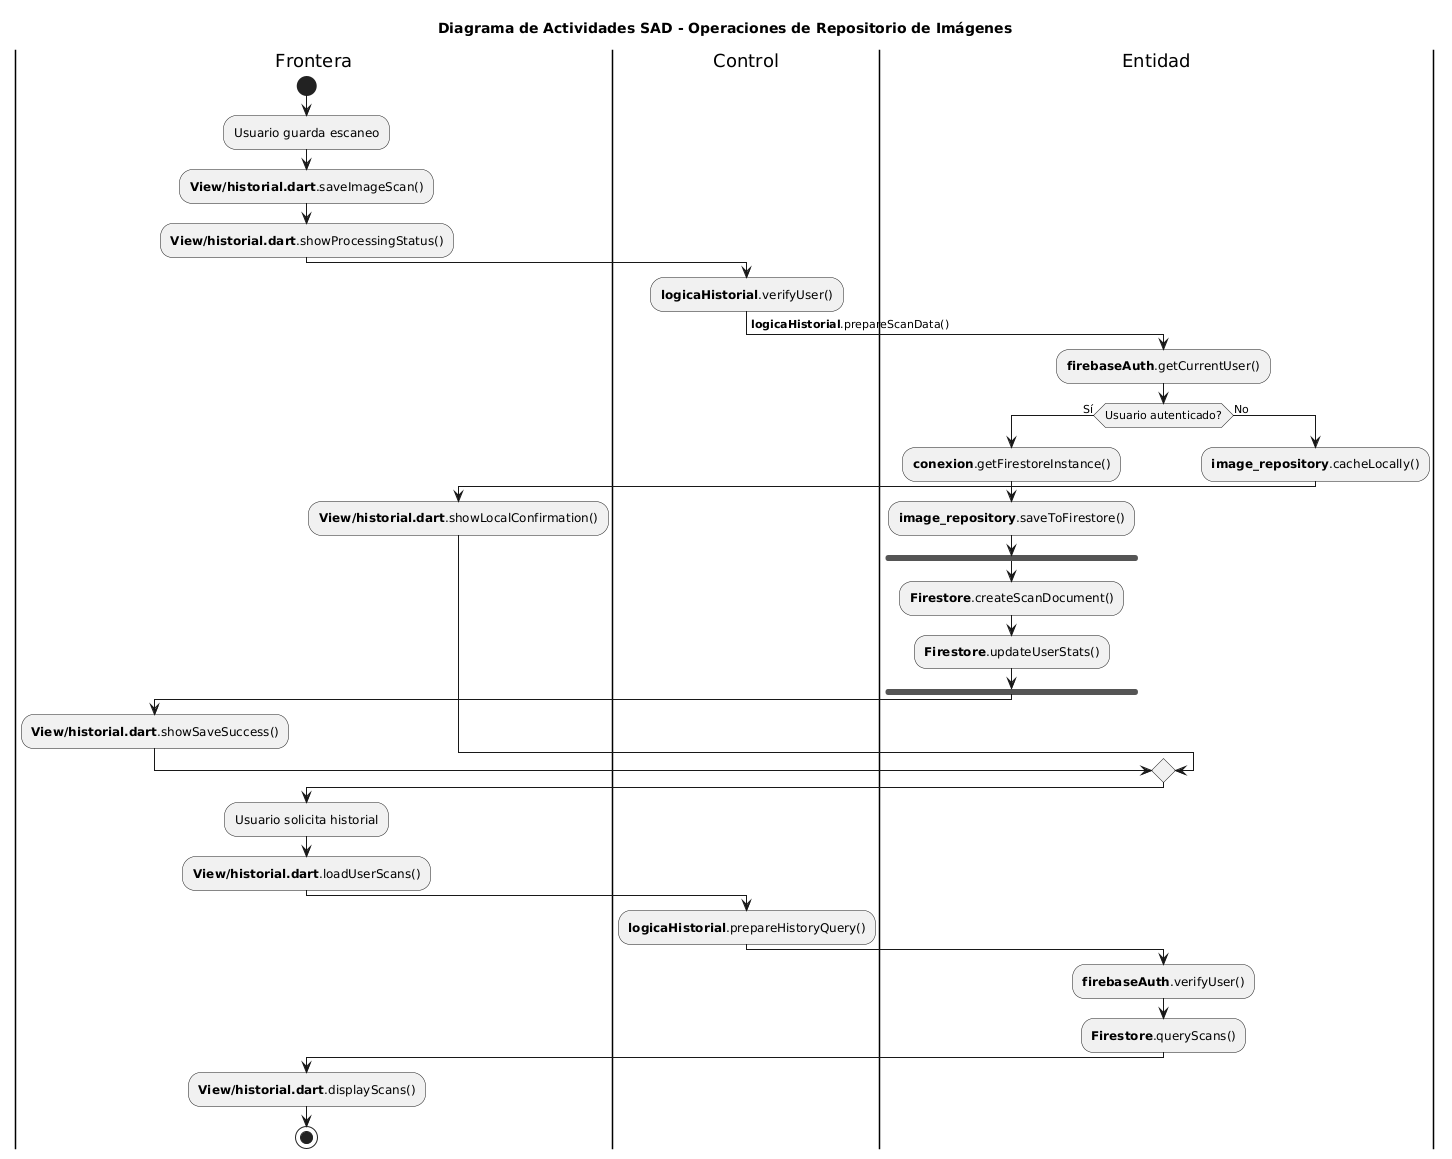 Diagrama de Actividades SAD - Operaciones de Repositorio de Imágenes
Frontera
Control
Entidad
Usuario guarda escaneo
View/historial.dart.saveImageScan()
View/historial.dart.showProcessingStatus()
logicaHistorial.verifyUser()
logicaHistorial.prepareScanData()
firebaseAuth.getCurrentUser()
Sí
Usuario autenticado?
No
conexion.getFirestoreInstance()
image_repository.cacheLocally()
View/historial.dart.showLocalConfirmation()
image_repository.saveToFirestore()
Firestore.createScanDocument()
Firestore.updateUserStats()
View/historial.dart.showSaveSuccess()
Usuario solicita historial
View/historial.dart.loadUserScans()
logicaHistorial.prepareHistoryQuery()
firebaseAuth.verifyUser()
Firestore.queryScans()
View/historial.dart.displayScans()